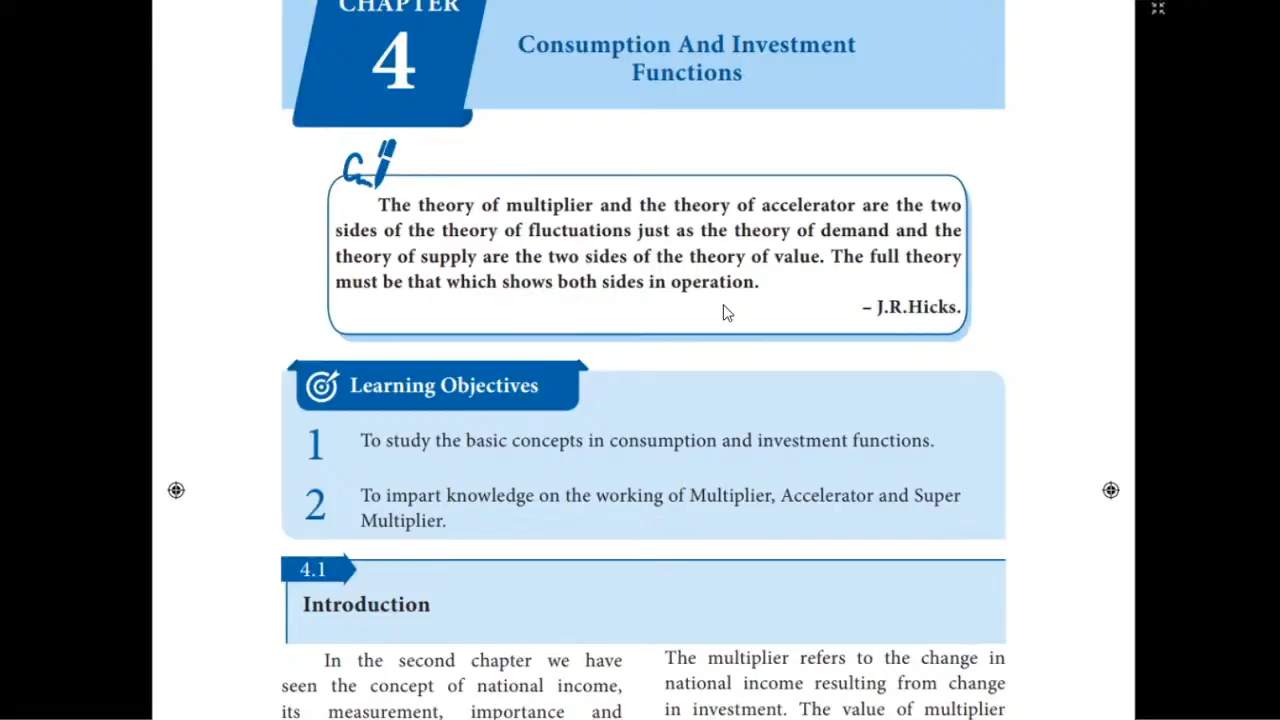 CHAPTER
4
Consumption And Investment
Functions
The theory of multiplier and the theory of accelerator are the two
sides of the theory of fluctuations just as the theory of demand and the
theory of supply are the two sides of the theory of value. The full theory
must be that which shows both sides in operation.
– J.R.Hicks.
Learning Objectives
1 To study the basic concepts in consumption and investment functions.
2 To impart knowledge on the working of Multiplier, Accelerator and Super
Multiplier.
4.1
Introduction
In the second chapter we have
seen the concept of national income,
its measurement, importance and
The multiplier refers to the change in
national income resulting from change
in investment. The value of multiplier